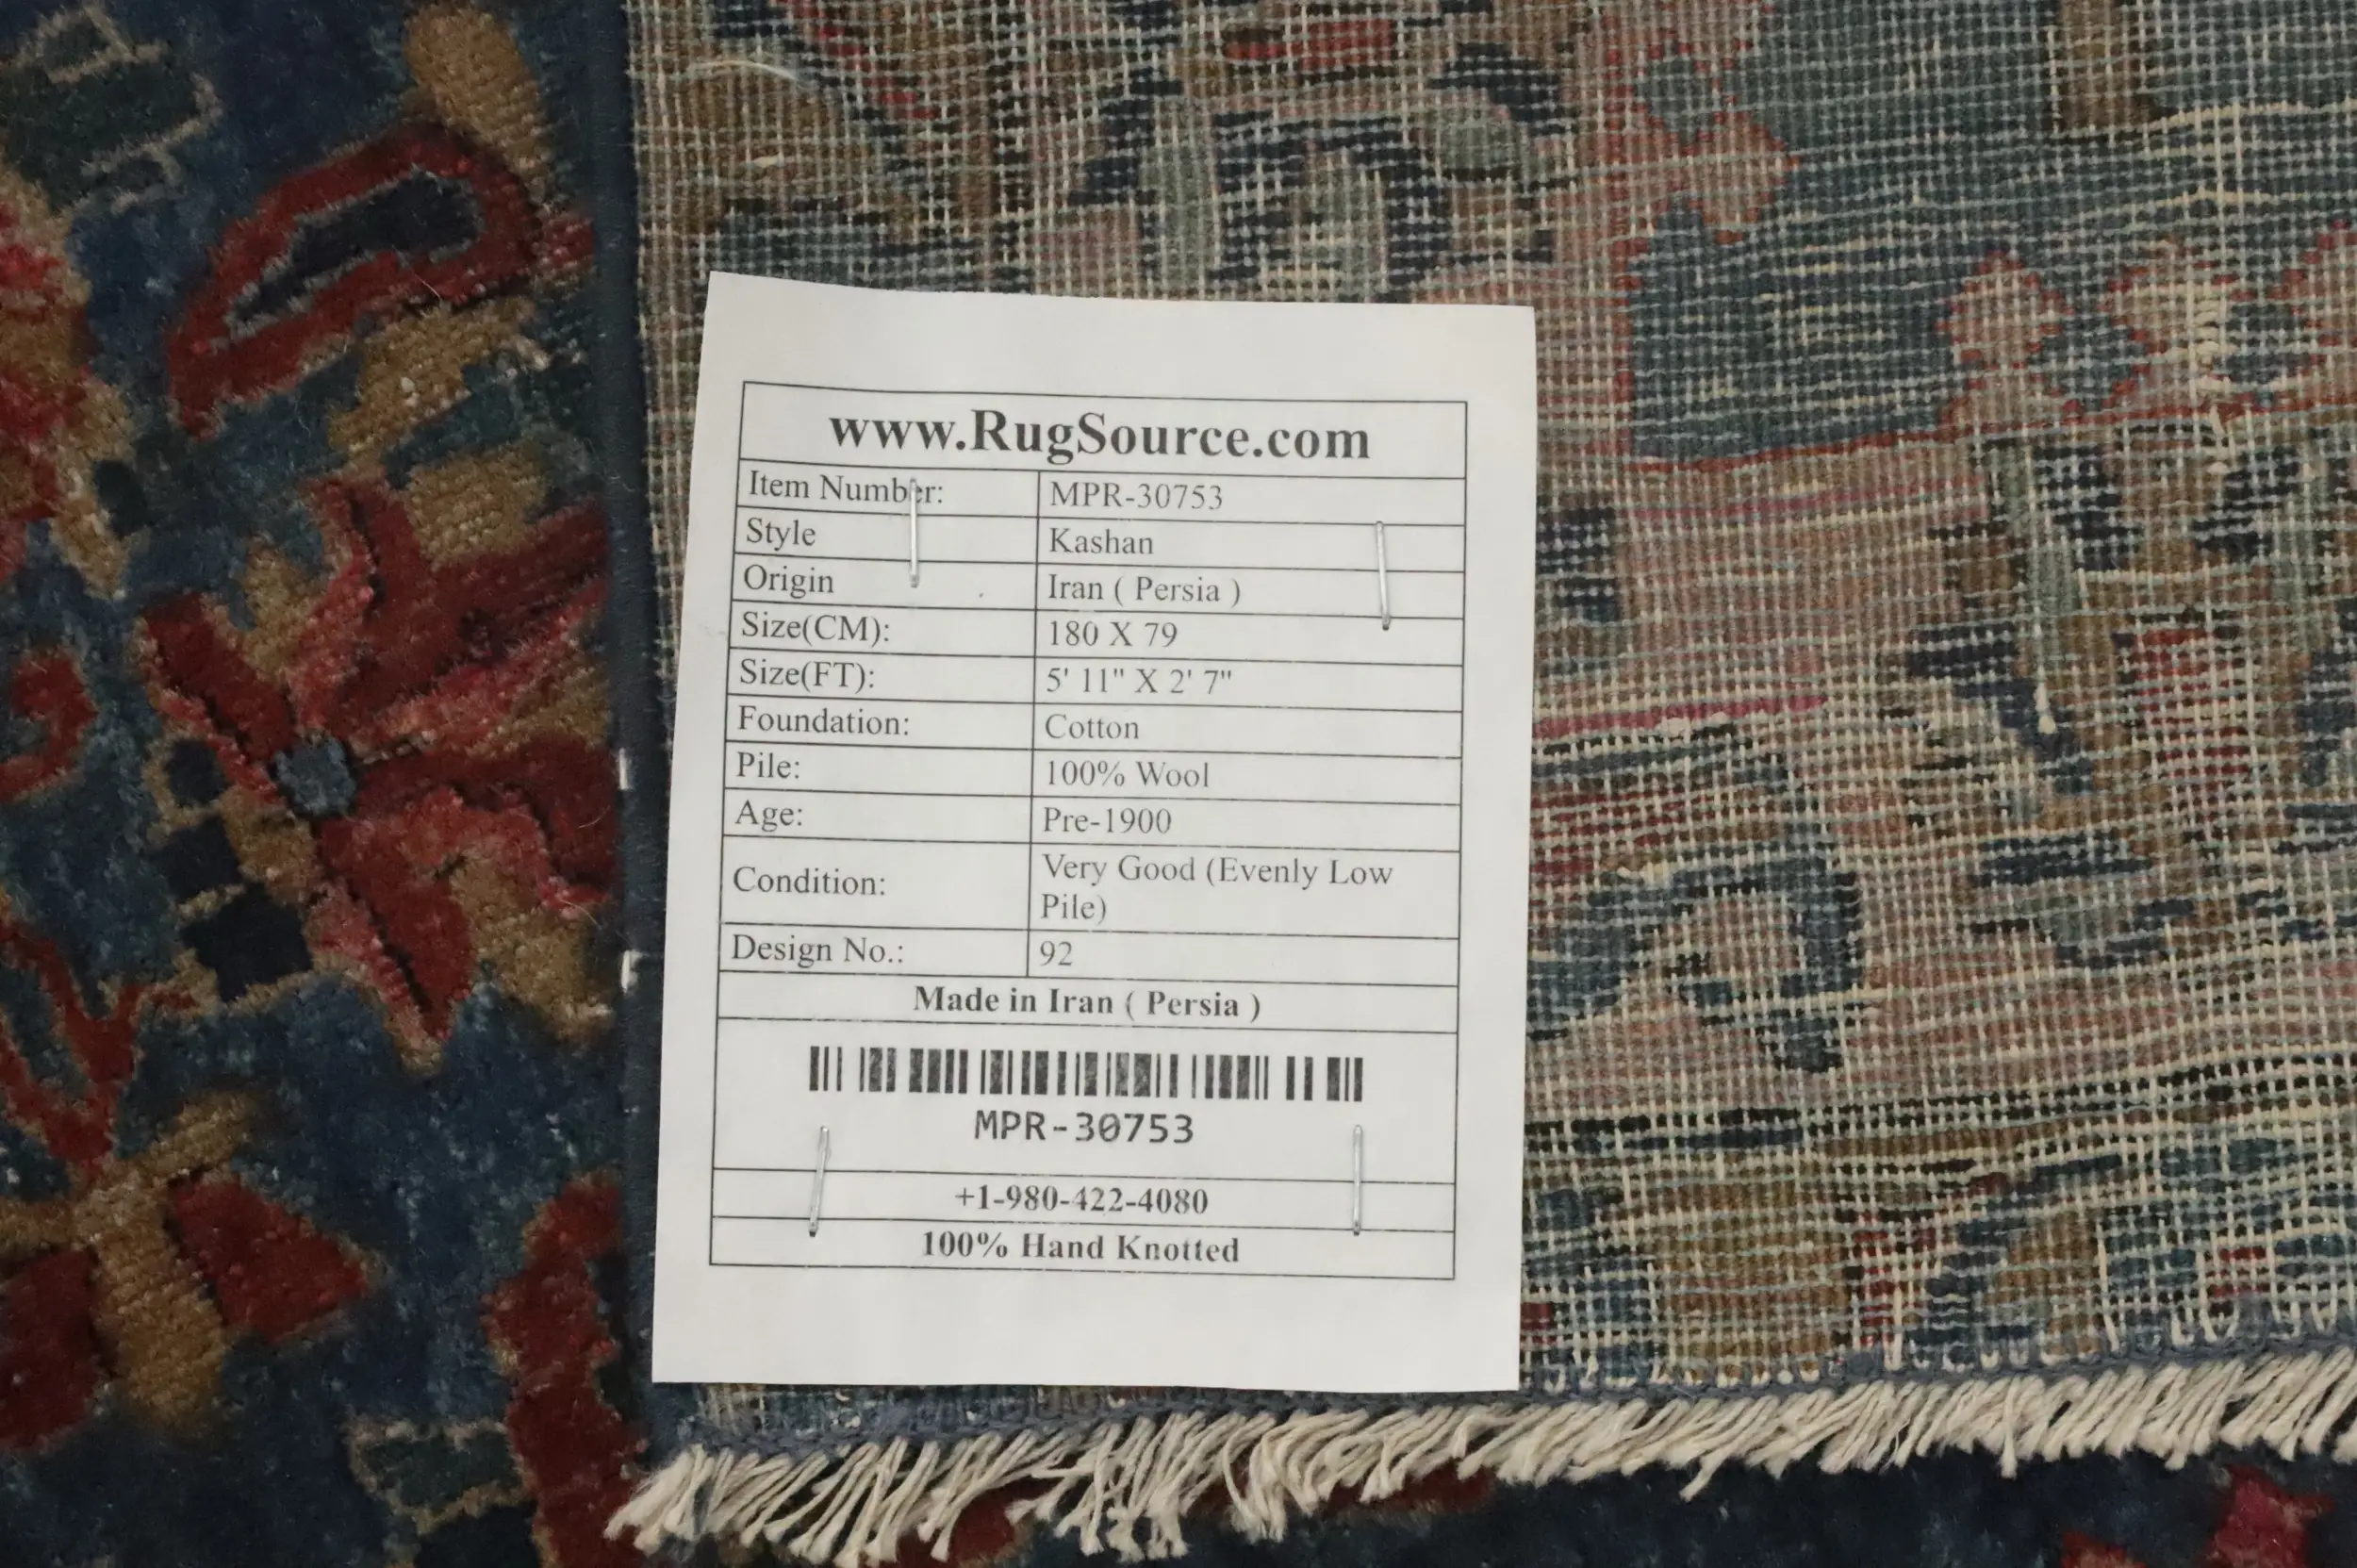 www.RugSource.com
Item Number: MPR-30753
Style Kashan
Origin Iran ( Persia )
Size(CM): 180 X 79
Size(FT): 5' 11" X 2' 7"
Foundation: Cotton
Pile: 100% Wool
Age: Pre-1900
Condition: Very Good (Evenly Low
Pile)
Design No.: 92
Made in Iran ( Persia )
MPR-30753
+1-980-422-4080
100% Hand Knotted